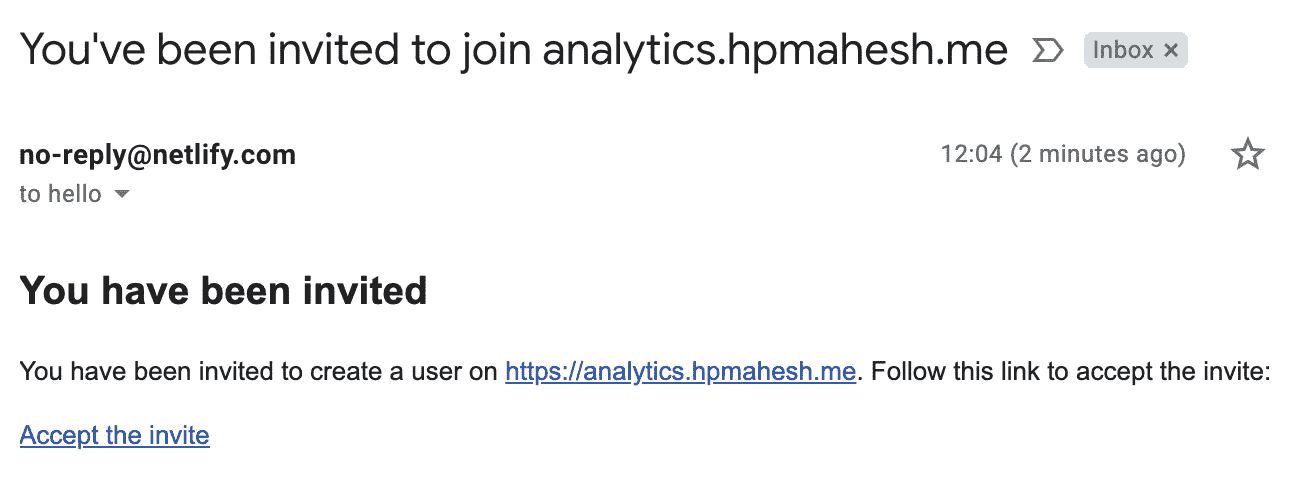 You've been invited to join analytics.hpmahesh.me Inbox ×
no-reply@netlify.com 12:04 (2 minutes ago)
to hello
You have been invited
You have been invited to create a user on https://analytics.hpmahesh.me. Follow this link to accept the invite:
Accept the invite